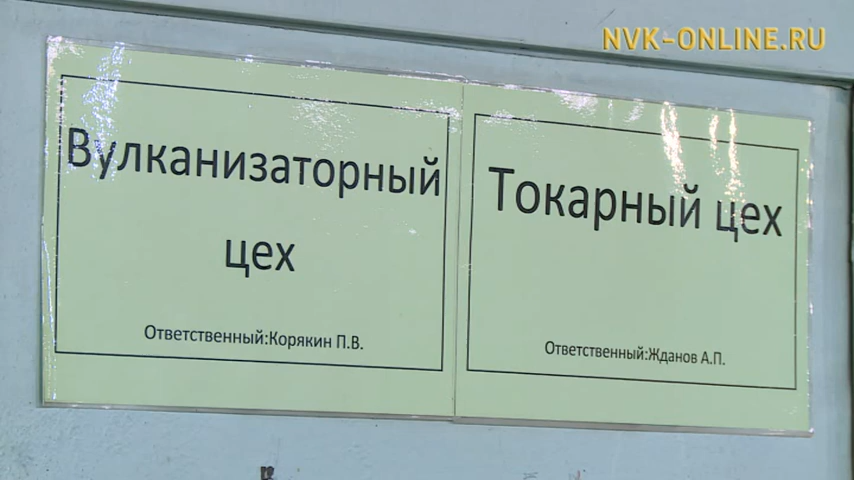 NVK-ONLINE.RU
Вулканизаторный
цех
Ответственный:Корякин П.В.
Токарный цех
Ответственный:Жданов А.П.